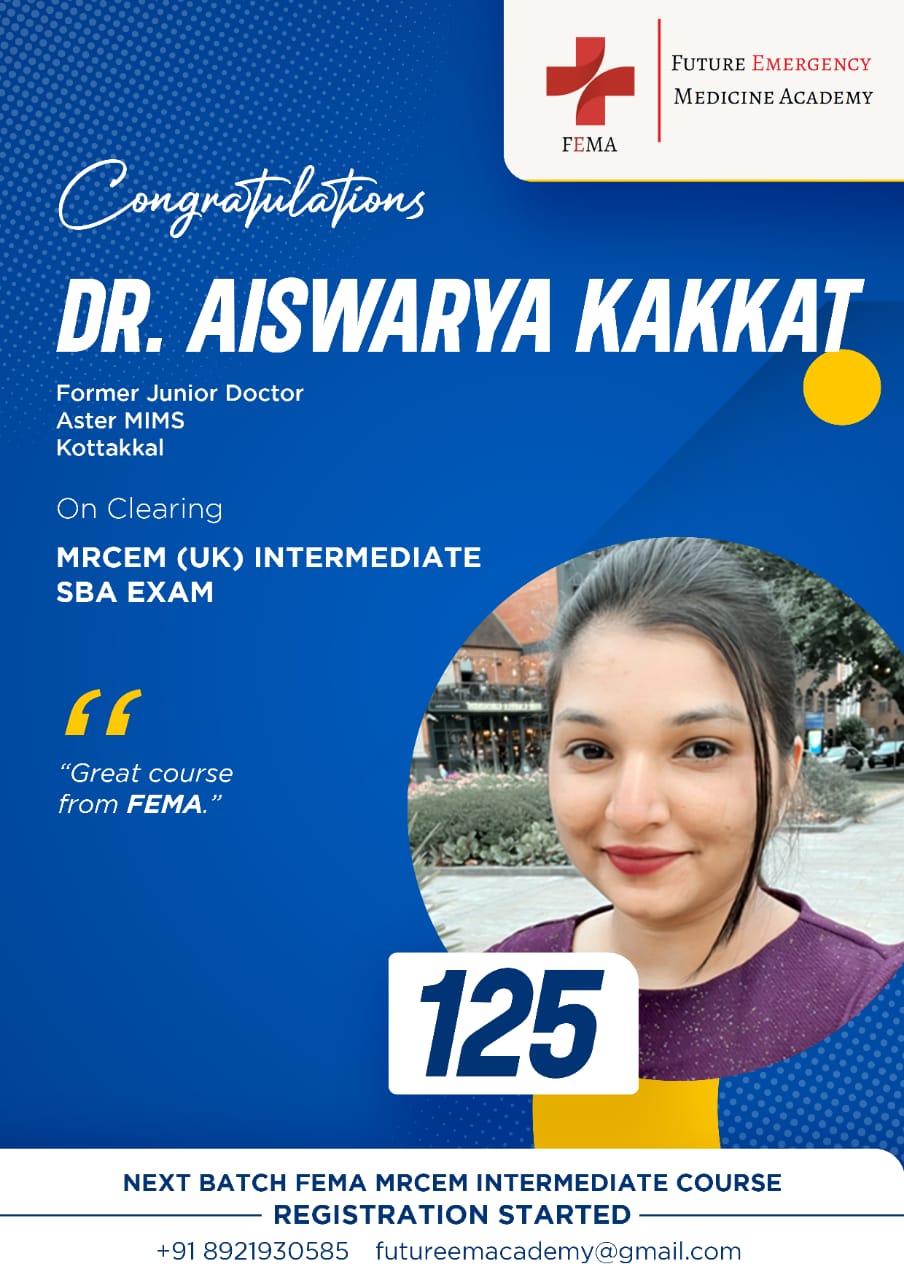 FUTURE EMERGENCY
MEDICINE ACADEMY
FEMA
Congratulations
DR. AISWARYA KAKKAT
Former Junior Doctor
Aster MIMS
Kottakkal
On Clearing
MRCEM (UK) INTERMEDIATE
SBA EXAM
“Great course
from FEMA.”
125
NEXT BATCH FEMA MRCEM INTERMEDIATE COURSE
REGISTRATION STARTED
+91 8921930585 futureemacademy@gmail.com